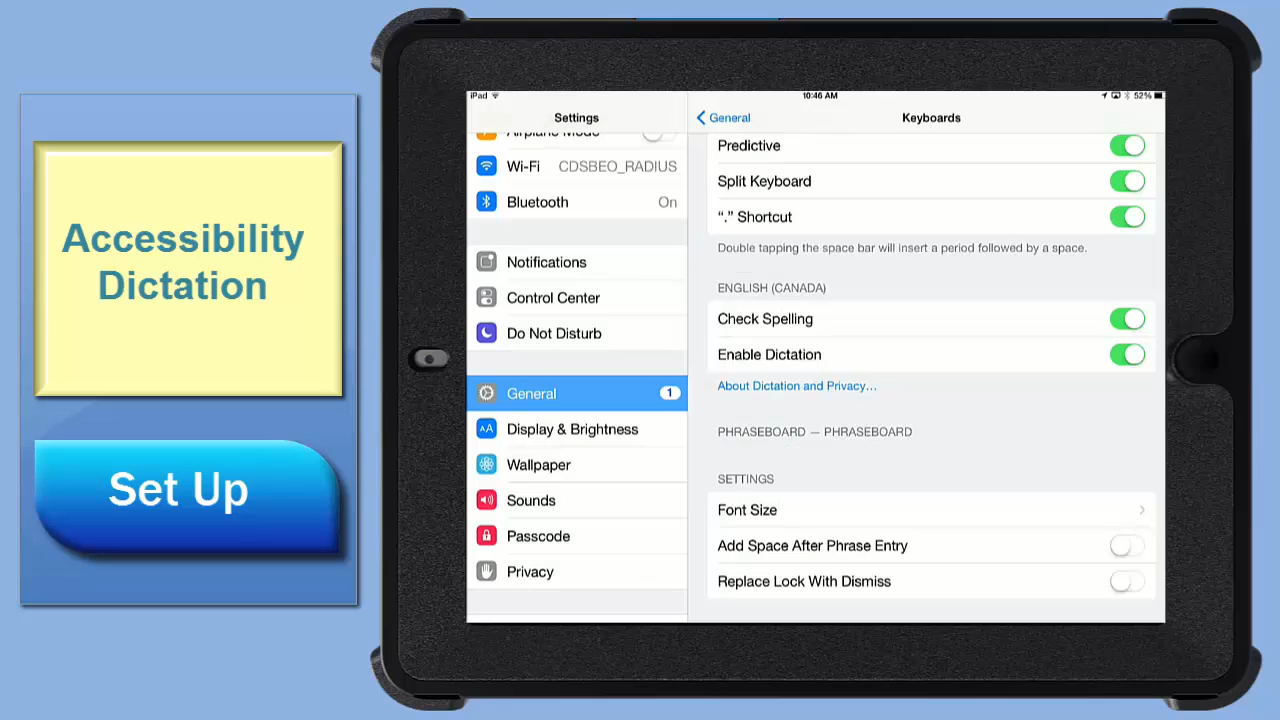 Accessibility
Dictation
Set Up
iPad
10:46 AM
52%
Settings
Airplane Mode
Wi-Fi CDSBEO_RADIUS
Bluetooth On
Notifications
Control Center
Do Not Disturb
General 1
Display & Brightness
Wallpaper
Sounds
Passcode
Privacy
General Keyboards
Predictive
Split Keyboard
“.” Shortcut
Double tapping the space bar will insert a period followed by a space.
ENGLISH (CANADA)
Check Spelling
Enable Dictation
About Dictation and Privacy...
PHRASEBOARD — PHRASEBOARD
SETTINGS
Font Size
Add Space After Phrase Entry
Replace Lock With Dismiss